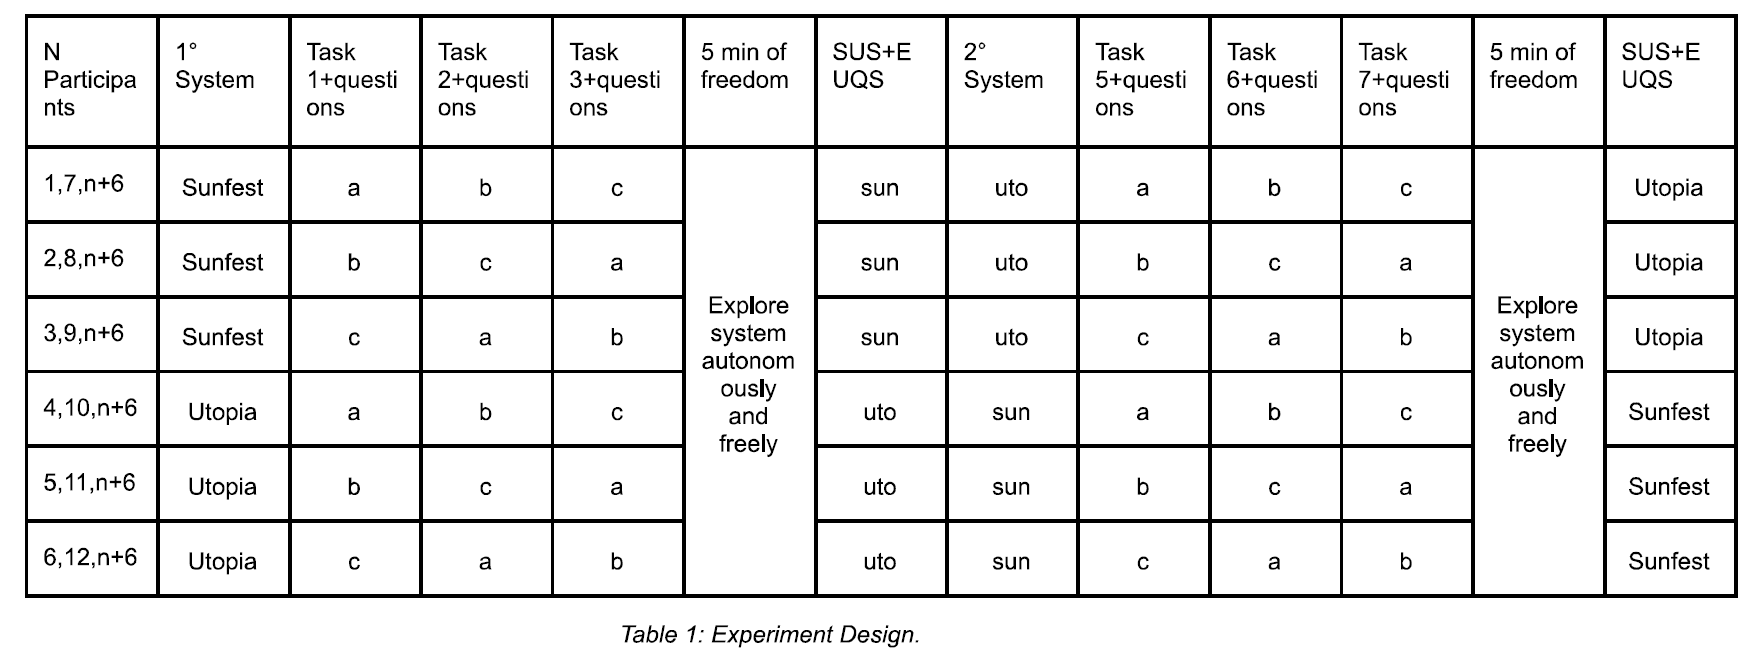 N
Participa
nts
1°
System
Task
1+questi
ons
Task
2+questi
ons
Task
3+questi
ons
5 min of
freedom
SUS+E
UQS
2°
System
Task
5+questi
ons
Task
6+questi
ons
Task
7+questi
ons
5 min of
freedom
SUS+E
UQS
1,7,n+6
Sunfest
a
b
c
Explore
system
autonom
ously
and
freely
sun
uto
a
b
c
Explore
system
autonom
ously
and
freely
Utopia
2,8,n+6
Sunfest
b
c
a
sun
uto
b
c
a
Utopia
3,9,n+6
Sunfest
c
a
b
sun
uto
c
a
b
Utopia
4,10,n+6
Utopia
a
b
c
uto
sun
a
b
c
Sunfest
5,11,n+6
Utopia
b
c
a
uto
sun
b
c
a
Sunfest
6,12,n+6
Utopia
c
a
b
uto
sun
c
a
b
Sunfest
Table 1: Experiment Design.